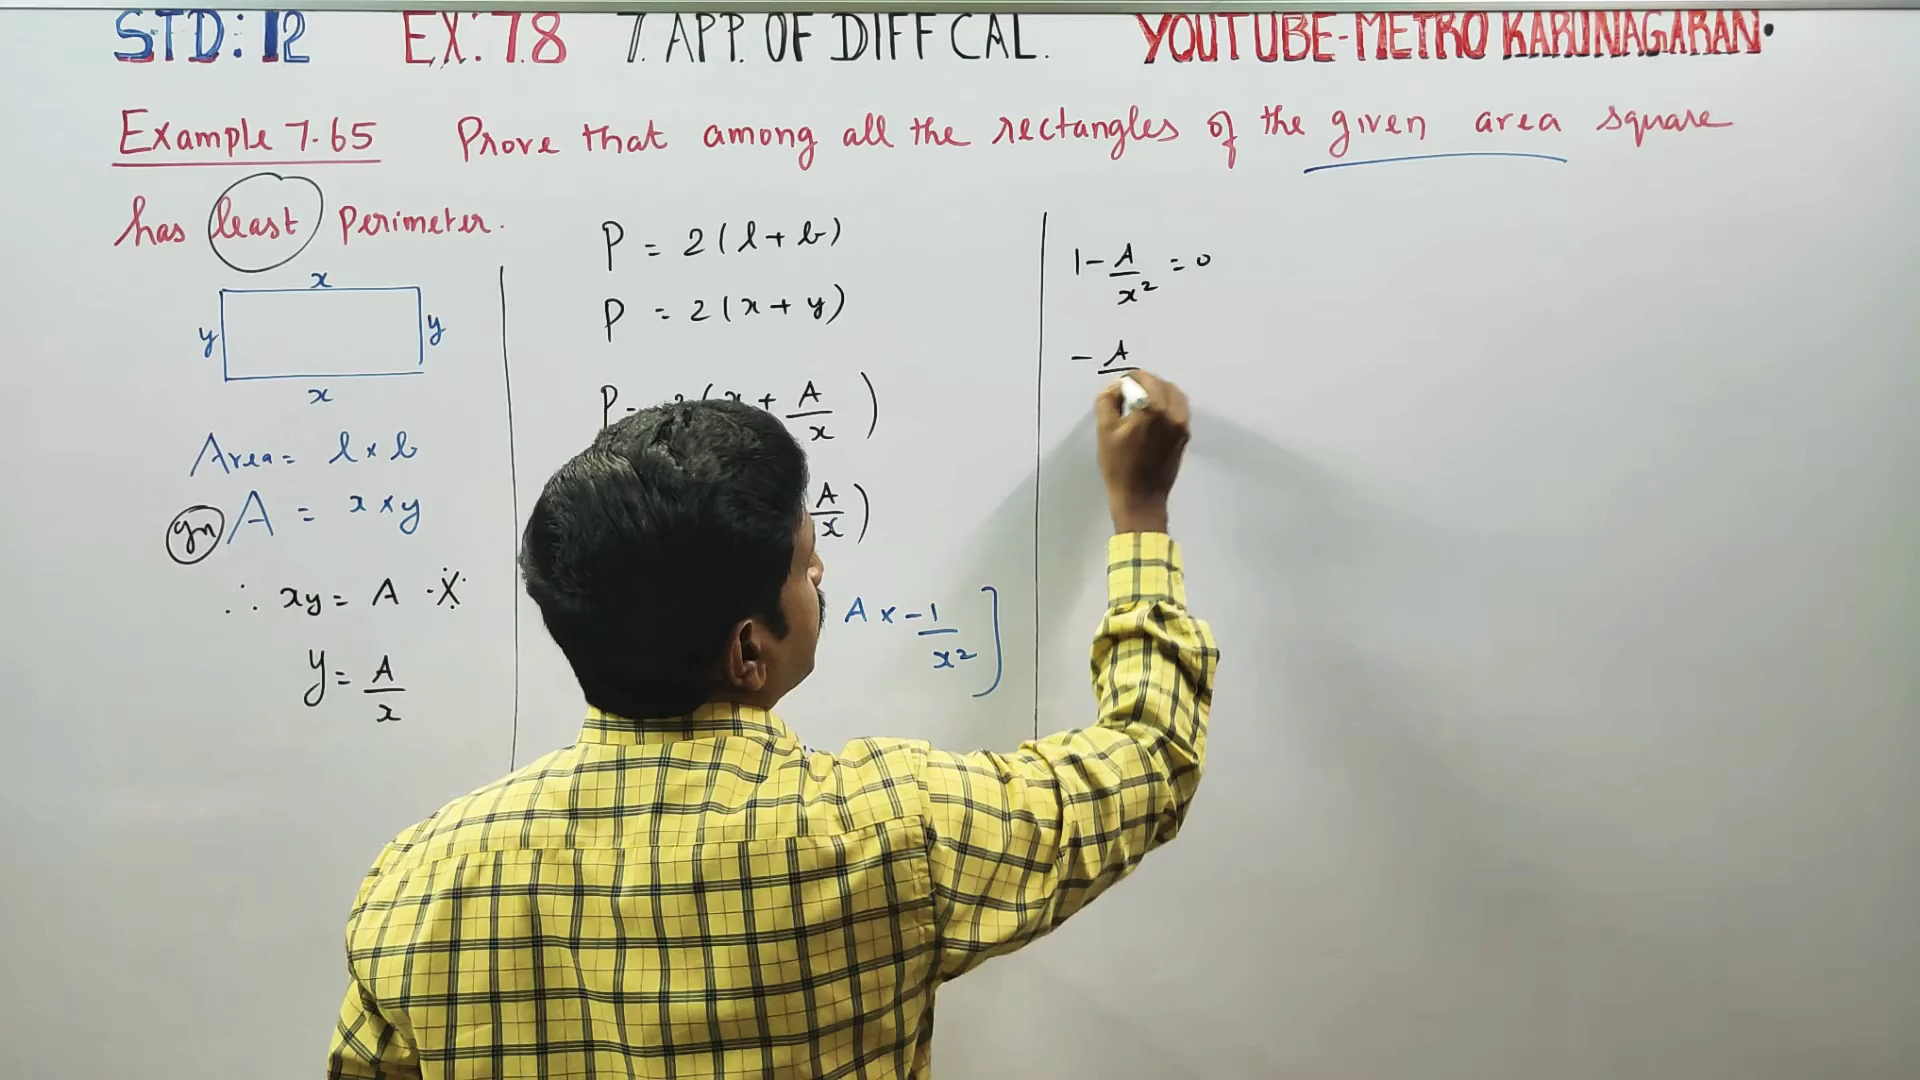 STD: 12 EX: 7.8 7. APP. OF DIFF CAL. YOUTUBE-METRO KARUNAGARAN.
Example 7.65 Prove that among all the rectangles of the given area square
has least perimeter.
x
y y
x
Area = l × b
gn A = x × y
∴ xy = A
y = A/x
P = 2(l + b)
P = 2(x + y)
P = 2(x + A/x)
A/x)
A × -1/x²]
1 - A/x² = 0
- A